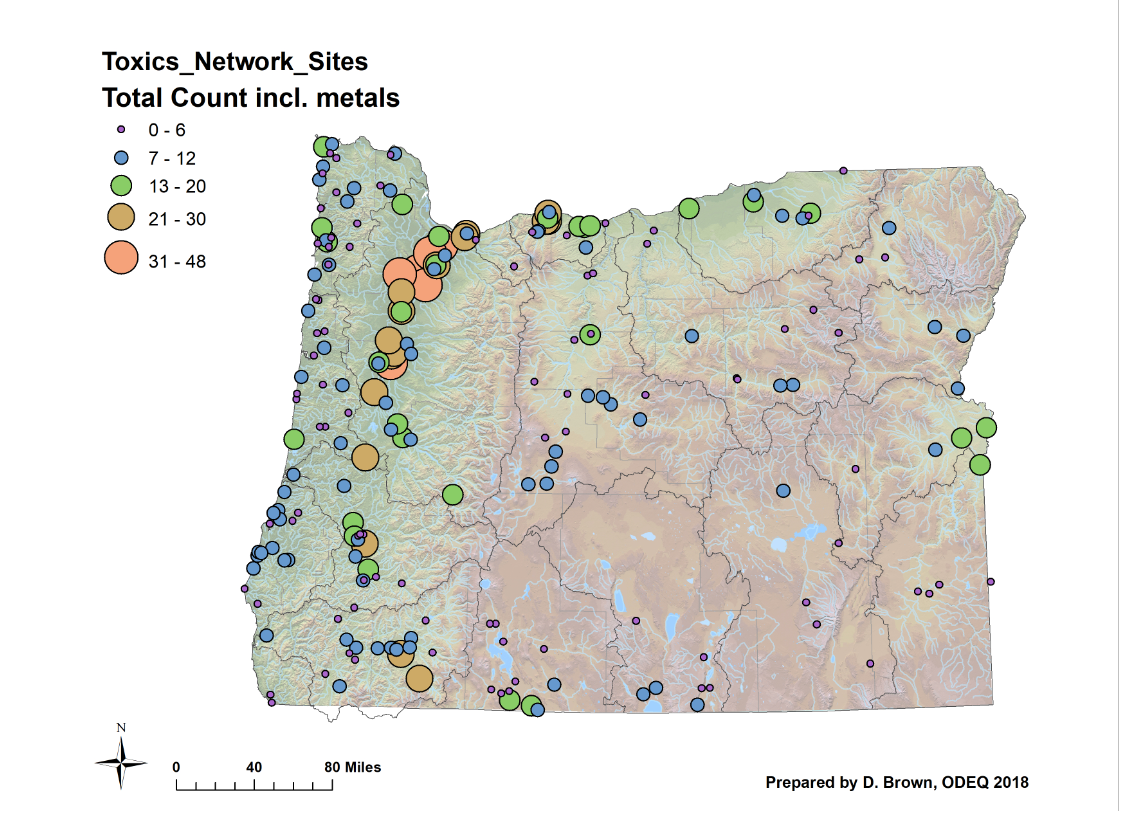 Toxics_Network_Sites
Total Count incl. metals
0 - 6
7 - 12
13 - 20
21 - 30
31 - 48
N
0 40 80 Miles
Prepared by D. Brown, ODEQ 2018